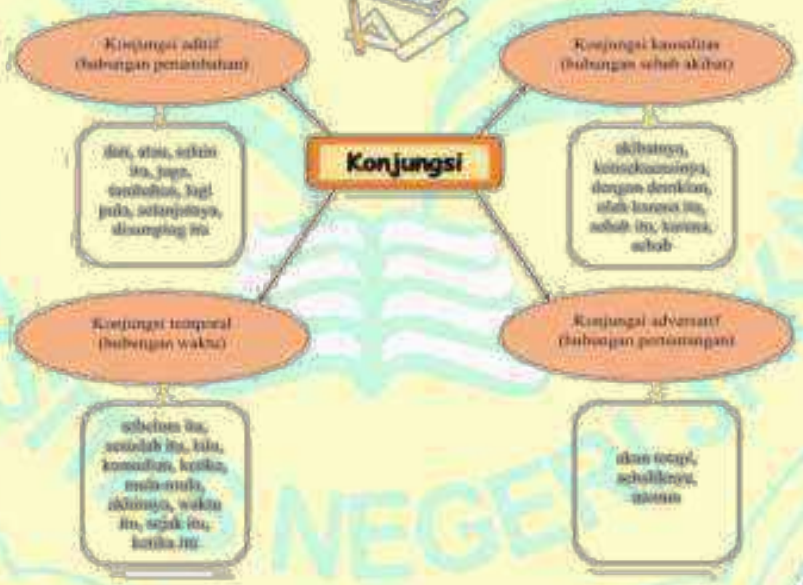 Konjungsi aditif
(hubungan penambahan)
dan, atau, selain
itu, juga,
tambahan, lagi
pula, selanjutnya,
disamping itu
Konjungsi
Konjungsi kausalitas
(hubungan sebab akibat)
akibatnya,
konsekuensinya,
dengan demikian,
oleh karena itu,
sebab itu, karena,
sebab
Konjungsi temporal
(hubungan waktu)
sebelum itu,
sesudah itu, lalu,
kemudian, ketika,
mula-mula,
akhirnya, waktu
itu, sejak itu,
ketika itu
Konjungsi adversatif
(hubungan pertentangan)
akan tetapi,
sebaliknya,
namun
NEGERI